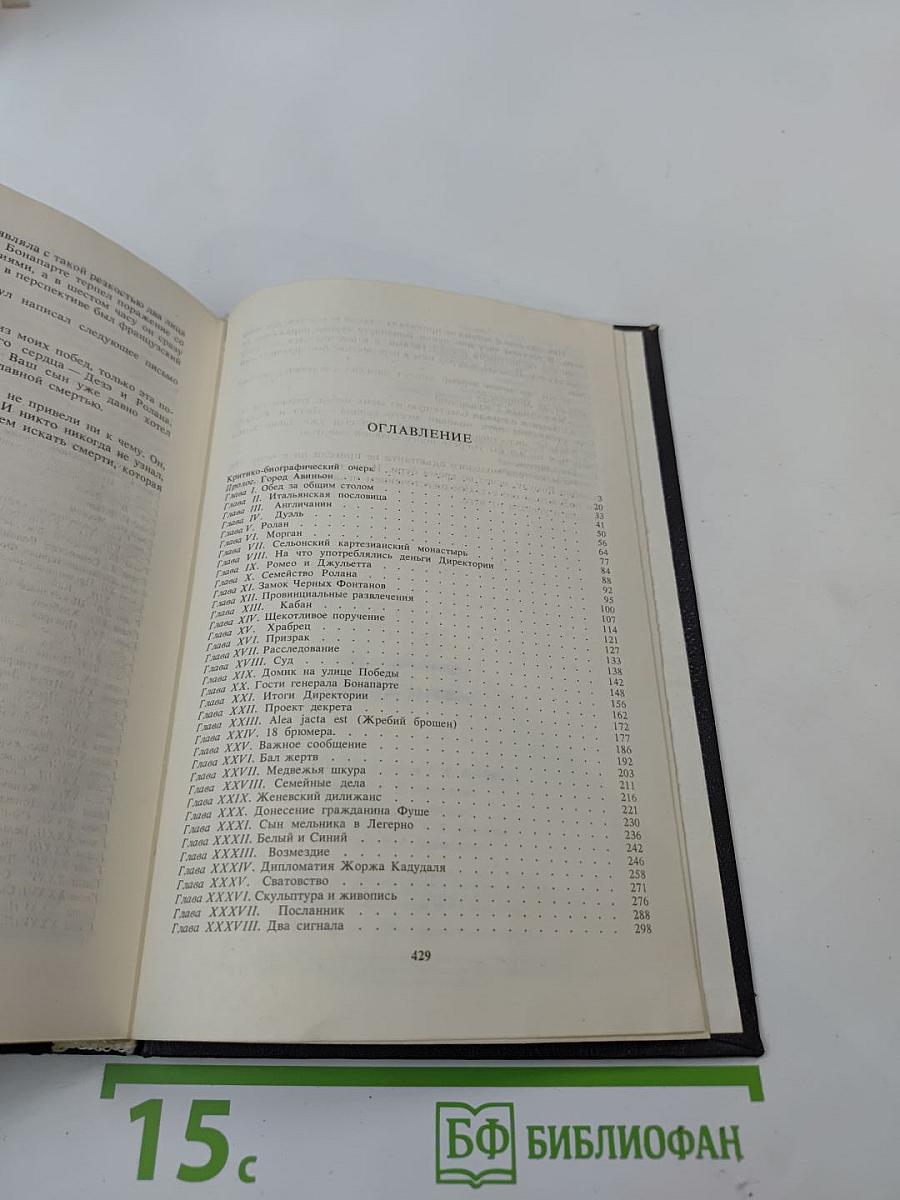 являла с такой резкостью два лица
Бонапарте терпел поражение со
ниями, а в шестом часу он сразу
в перспективе был французский
ул написал следующее письмо
из моих побед, только эта по-
го сердца — Дезэ и Ролана.
Ваш сын уже давно хотел
лавной смертью.
не привели ни к чему. Он,
И никто никогда не узнал,
ем искать смерти, которая
ОГЛАВЛЕНИЕ
Критико-биографический очерк . . . 3
Пролог. Город Авиньон . . . 20
Глава I. Обед за общим столом . . . 33
Глава II. Итальянская пословица . . . 41
Глава III. Англичанин . . . 50
Глава IV. Дуэль . . . 56
Глава V. Ролан . . . 64
Глава VI. Морган . . . 77
Глава VII. Сельонский картезианский монастырь . . . 84
Глава VIII. На что употреблялись деньги Директории . . . 88
Глава IX. Ромео и Джульетта . . . 92
Глава X. Семейство Ролана . . . 95
Глава XI. Замок Черных Фонтанов . . . 100
Глава XII. Провинциальные развлечения . . . 107
Глава XIII. Кабан . . . 114
Глава XIV. Щекотливое поручение . . . 121
Глава XV. Храбрец . . . 127
Глава XVI. Призрак . . . 133
Глава XVII. Расследование . . . 138
Глава XVIII. Суд . . . 142
Глава XIX. Домик на улице Победы . . . 148
Глава XX. Гости генерала Бонапарте . . . 156
Глава XXI. Итоги Директории . . . 162
Глава XXII. Проект декрета . . . 172
Глава XXIII. Alea jacta est (Жребий брошен) . . . 177
Глава XXIV. 18 брюмера. . . . 186
Глава XXV. Важное сообщение . . . 192
Глава XXVI. Бал жертв . . . 203
Глава XXVII. Медвежья шкура . . . 211
Глава XXVIII. Семейные дела . . . 216
Глава XXIX. Женевский дилижанс . . . 221
Глава XXX. Донесение гражданина Фуше . . . 230
Глава XXXI. Сын мельника в Легерно . . . 236
Глава XXXII. Белый и Синий . . . 242
Глава XXXIII. Возмездие . . . 246
Глава XXXIV. Дипломатия Жоржа Кадудаля . . . 258
Глава XXXV. Сватовство . . . 271
Глава XXXVI. Скульптура и живопись . . . 276
Глава XXXVII. Посланник . . . 288
Глава XXXVIII. Два сигнала . . . 298
429
15 с
БФ БИБЛИОФАН